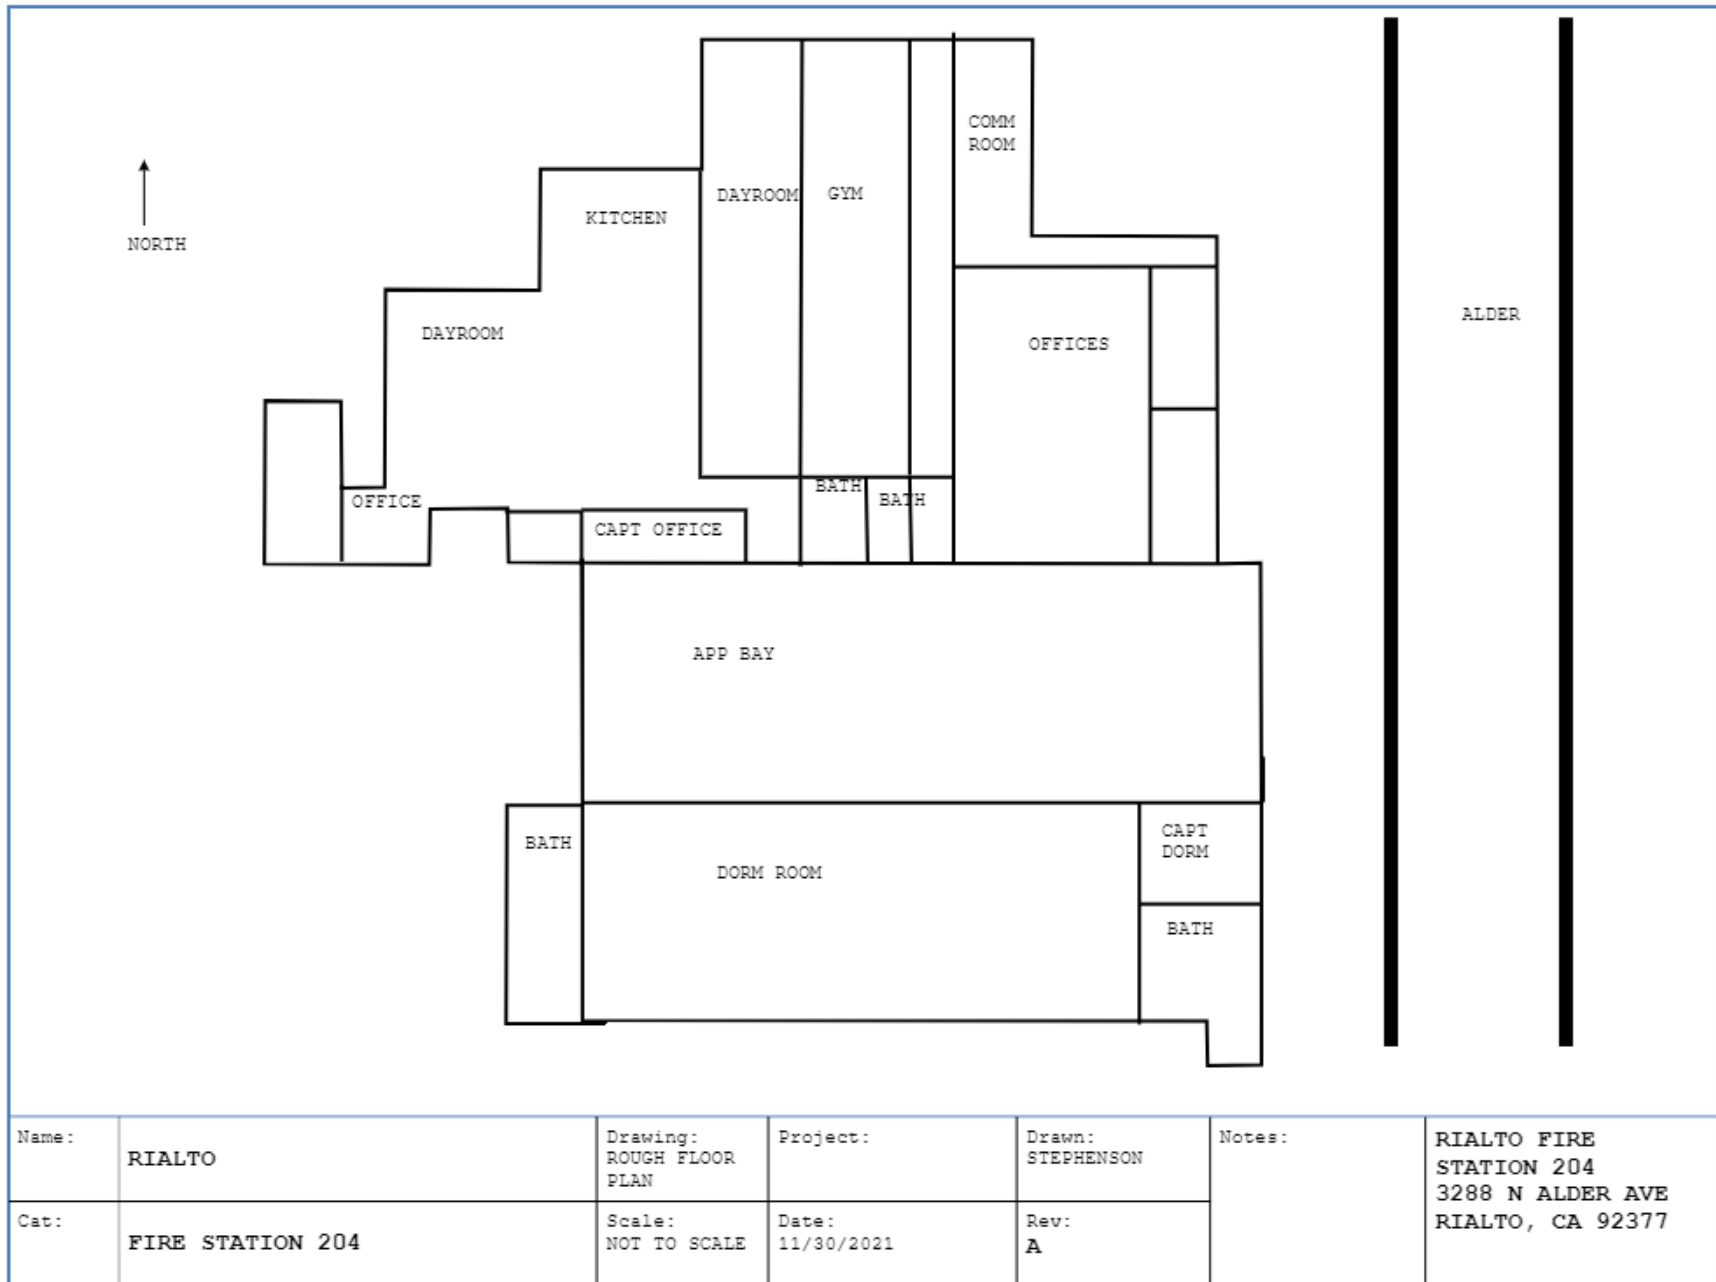 COMM
ROOM
DAYROOM
GYM
KITCHEN
NORTH
ALDER
DAYROOM
OFFICES
BATH
BATH
OFFICE
CAPT OFFICE
APP BAY
CAPT
DORM
BATH
DORM ROOM
BATH
Name:
RIALTO
Drawing:
ROUGH FLOOR
PLAN
Project:
Drawn:
STEPHENSON
Notes:
RIALTO FIRE
STATION 204
3288 N ALDER AVE
RIALTO, CA 92377
Cat:
FIRE STATION 204
Scale:
NOT TO SCALE
Date:
11/30/2021
Rev:
A